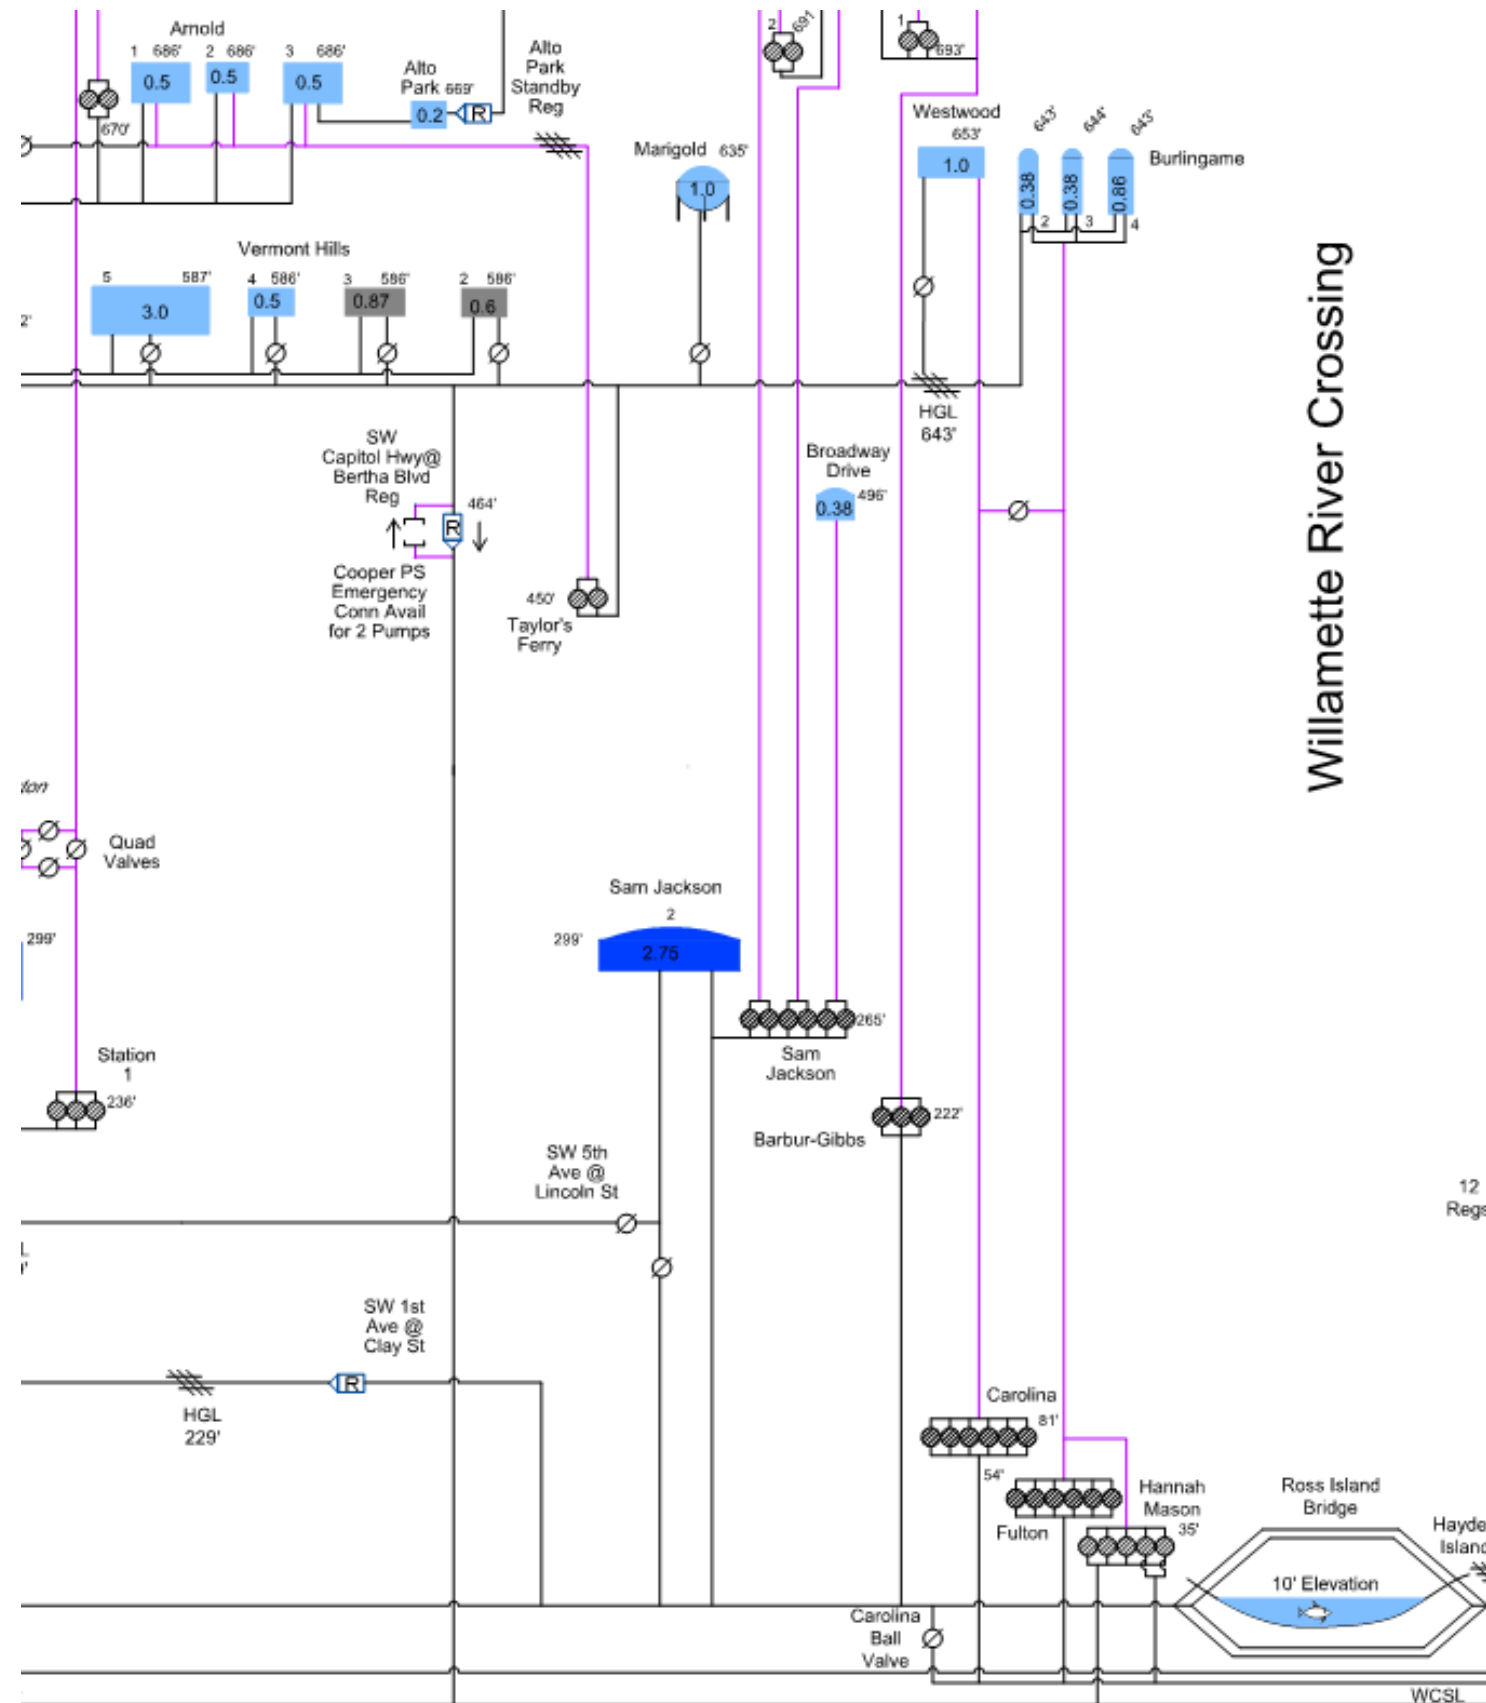 Arnold
1 686'
2 686'
3 686'
0.5
0.5
0.5
Alto
Park 669'
0.2
R
Alto
Park
Standby
Reg
670'
2
691'
1
693'
Marigold 635'
1.0
Westwood
653'
1.0
643'
644'
643'
0.38
0.38
0.86
2
3
4
Burlingame
Vermont Hills
5 587'
4 586'
3 586'
2 586'
3.0
0.5
0.87
0.6
2'
HGL
643'
SW
Capitol Hwy@
Bertha Blvd
Reg
464'
R
Cooper PS
Emergency
Conn Avail
for 2 Pumps
450'
Taylor's
Ferry
Broadway
Drive
496'
0.38
Willamette River Crossing
Quad
Valves
299'
Sam Jackson
2
299'
2.75
265'
Sam
Jackson
Station
1
236'
222'
Barbur-Gibbs
SW 5th
Ave @
Lincoln St
12
Regs
SW 1st
Ave @
Clay St
R
HGL
229'
Carolina
81'
54'
Fulton
Hannah
Mason
35'
Ross Island
Bridge
10' Elevation
Hayde
Island
Carolina
Ball
Valve
WCSL